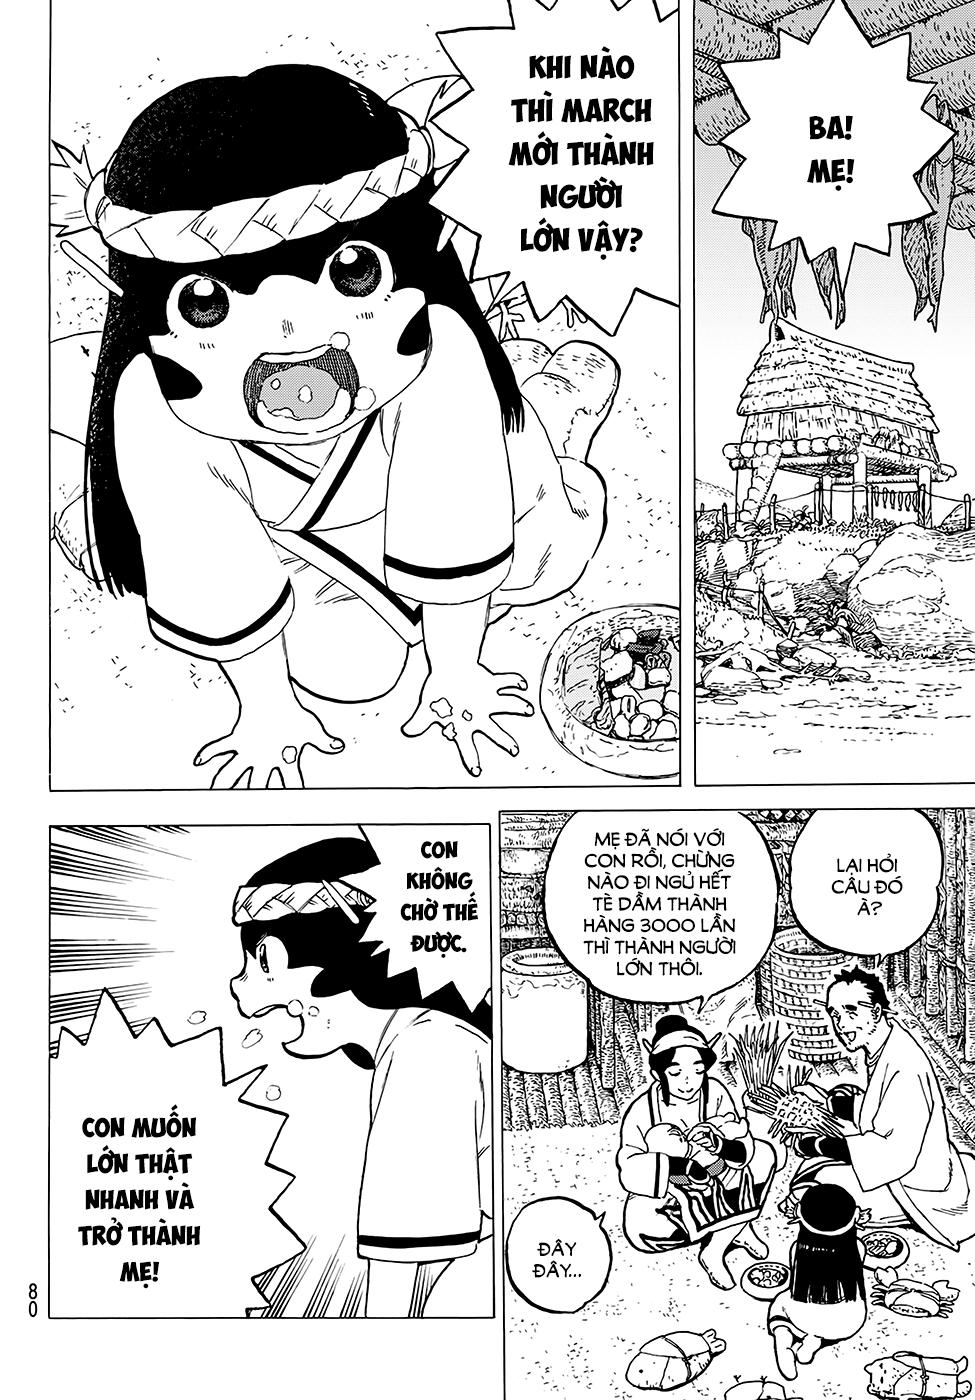 BA!
MẸ!
KHI NÀO
THÌ MARCH
MỚI THÀNH
NGƯỜI
LỚN VẬY?
LẠI HỎI
CÂU ĐÓ
À?
MẸ ĐÃ NÓI VỚI
CON RỒI, CHỪNG
NÀO ĐI NGỦ HẾT
TÈ DẦM THÀNH
HÀNG 3000 LẦN
THÌ THÀNH NGƯỜI
LỚN THÔI.
ĐÂY
ĐÂY...
CON
KHÔNG
CHỜ THẾ
ĐƯỢC.
CON MUỐN
LỚN THẬT
NHANH VÀ
TRỞ THÀNH
MẸ!
80